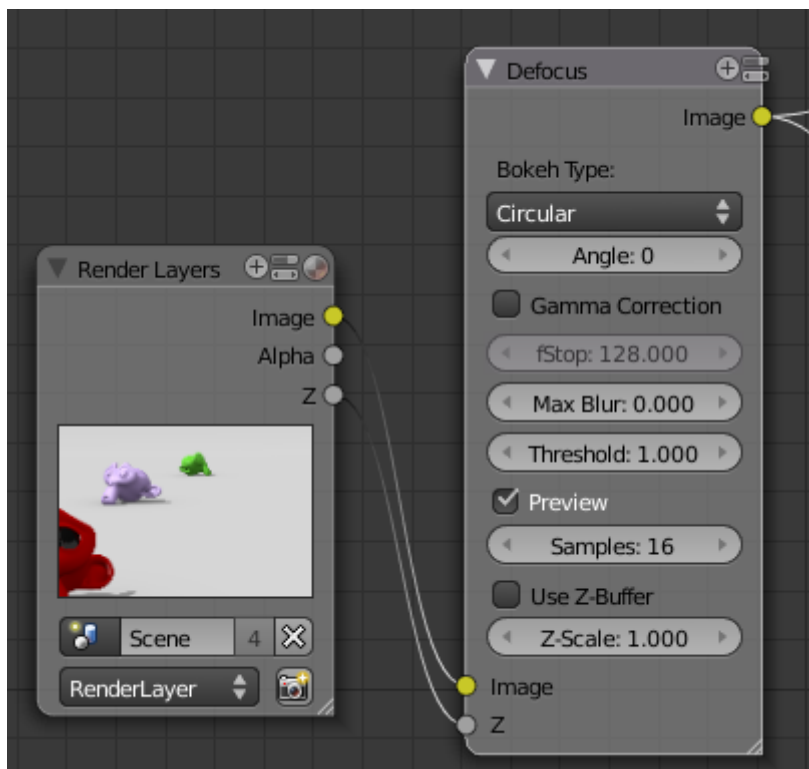 Defocus
Image
Bokeh Type:
Circular
Angle: 0
Gamma Correction
fStop: 128.000
Max Blur: 0.000
Threshold: 1.000
Preview
Samples: 16
Use Z-Buffer
Z-Scale: 1.000
Image
Z
Render Layers
Image
Alpha
Z
Scene 4
RenderLayer